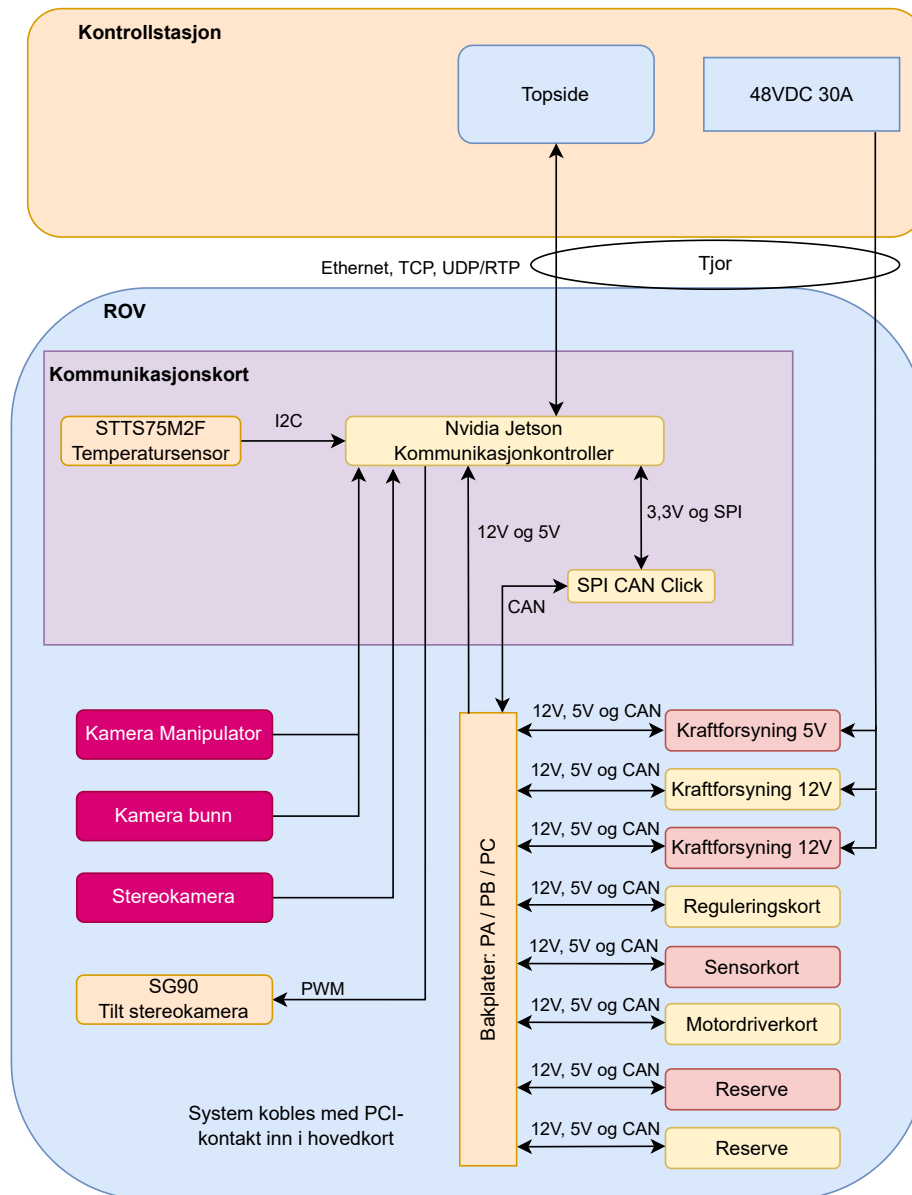 Kontrollstasjon
Topside
48VDC 30A
Ethernet, TCP, UDP/RTP
Tjor
ROV
Kommunikasjonskort
STTS75M2F
Temperatursensor
I2C
Nvidia Jetson
Kommunikasjonkontroller
12V og 5V
3,3V og SPI
SPI CAN Click
CAN
Kamera Manipulator
Kamera bunn
Stereokamera
SG90
Tilt stereokamera
PWM
Bakplater: PA / PB / PC
12V, 5V og CAN
Kraftforsyning 5V
12V, 5V og CAN
Kraftforsyning 12V
12V, 5V og CAN
Kraftforsyning 12V
12V, 5V og CAN
Reguleringskort
12V, 5V og CAN
Sensorkort
12V, 5V og CAN
Motordriverkort
12V, 5V og CAN
Reserve
12V, 5V og CAN
Reserve
System kobles med PCI-
kontakt inn i hovedkort